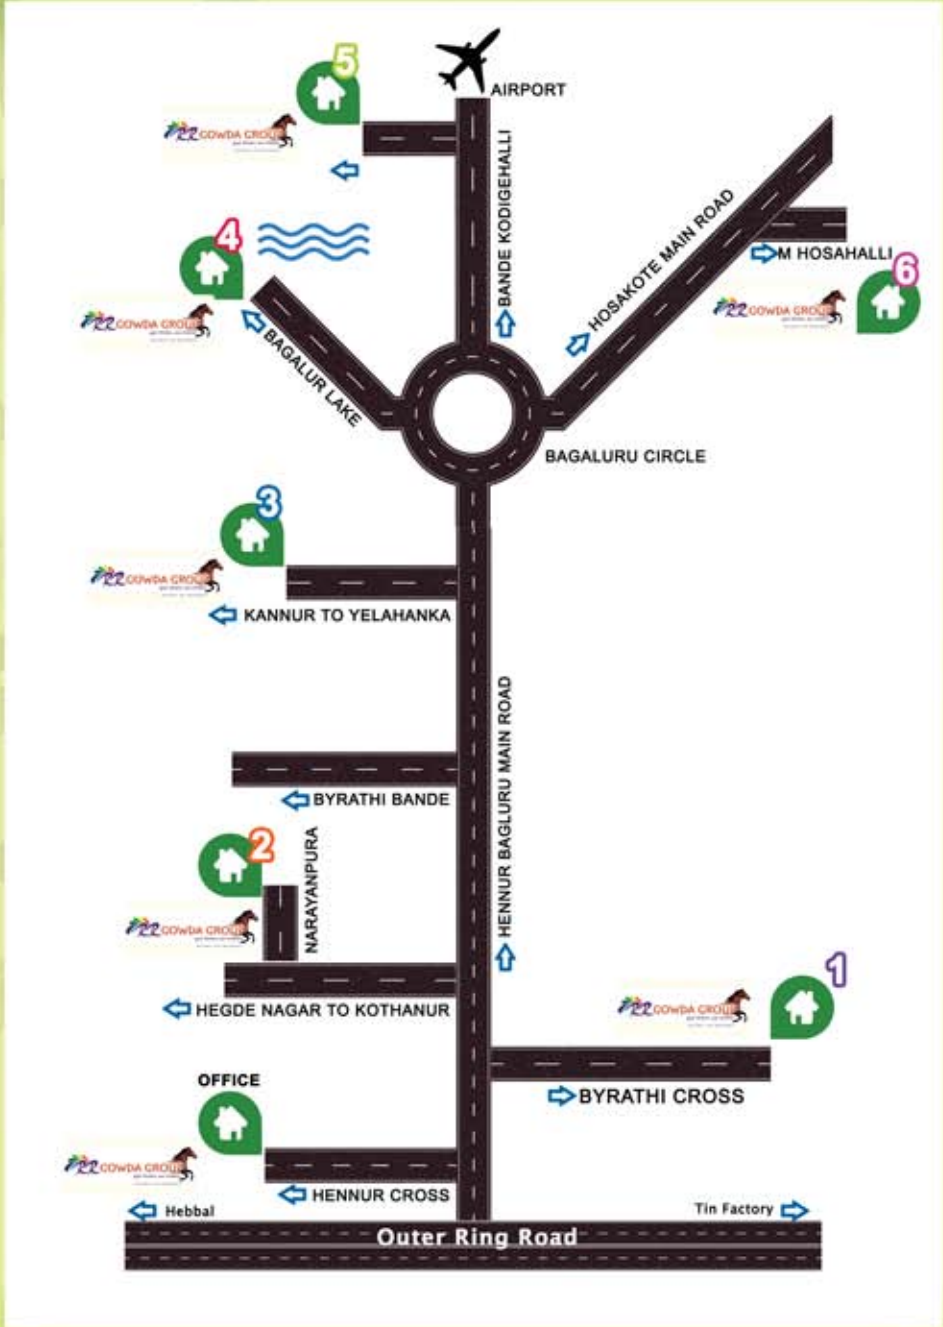 5
AIRPORT
GOWDA GROUP
BANDE KODIGEHALLI
HOSAKOTE MAIN ROAD
4
M HOSAHALLI
6
GOWDA GROUP
GOWDA GROUP
BAGALUR LAKE
BAGALURU CIRCLE
3
GOWDA GROUP
KANNUR TO YELAHANKA
HENNUR BAGLURU MAIN ROAD
BYRATHI BANDE
2
NARAYANPURA
GOWDA GROUP
HEGDE NAGAR TO KOTHANUR
1
GOWDA GROUP
BYRATHI CROSS
OFFICE
GOWDA GROUP
HENNUR CROSS
Hebbal
Tin Factory
Outer Ring Road